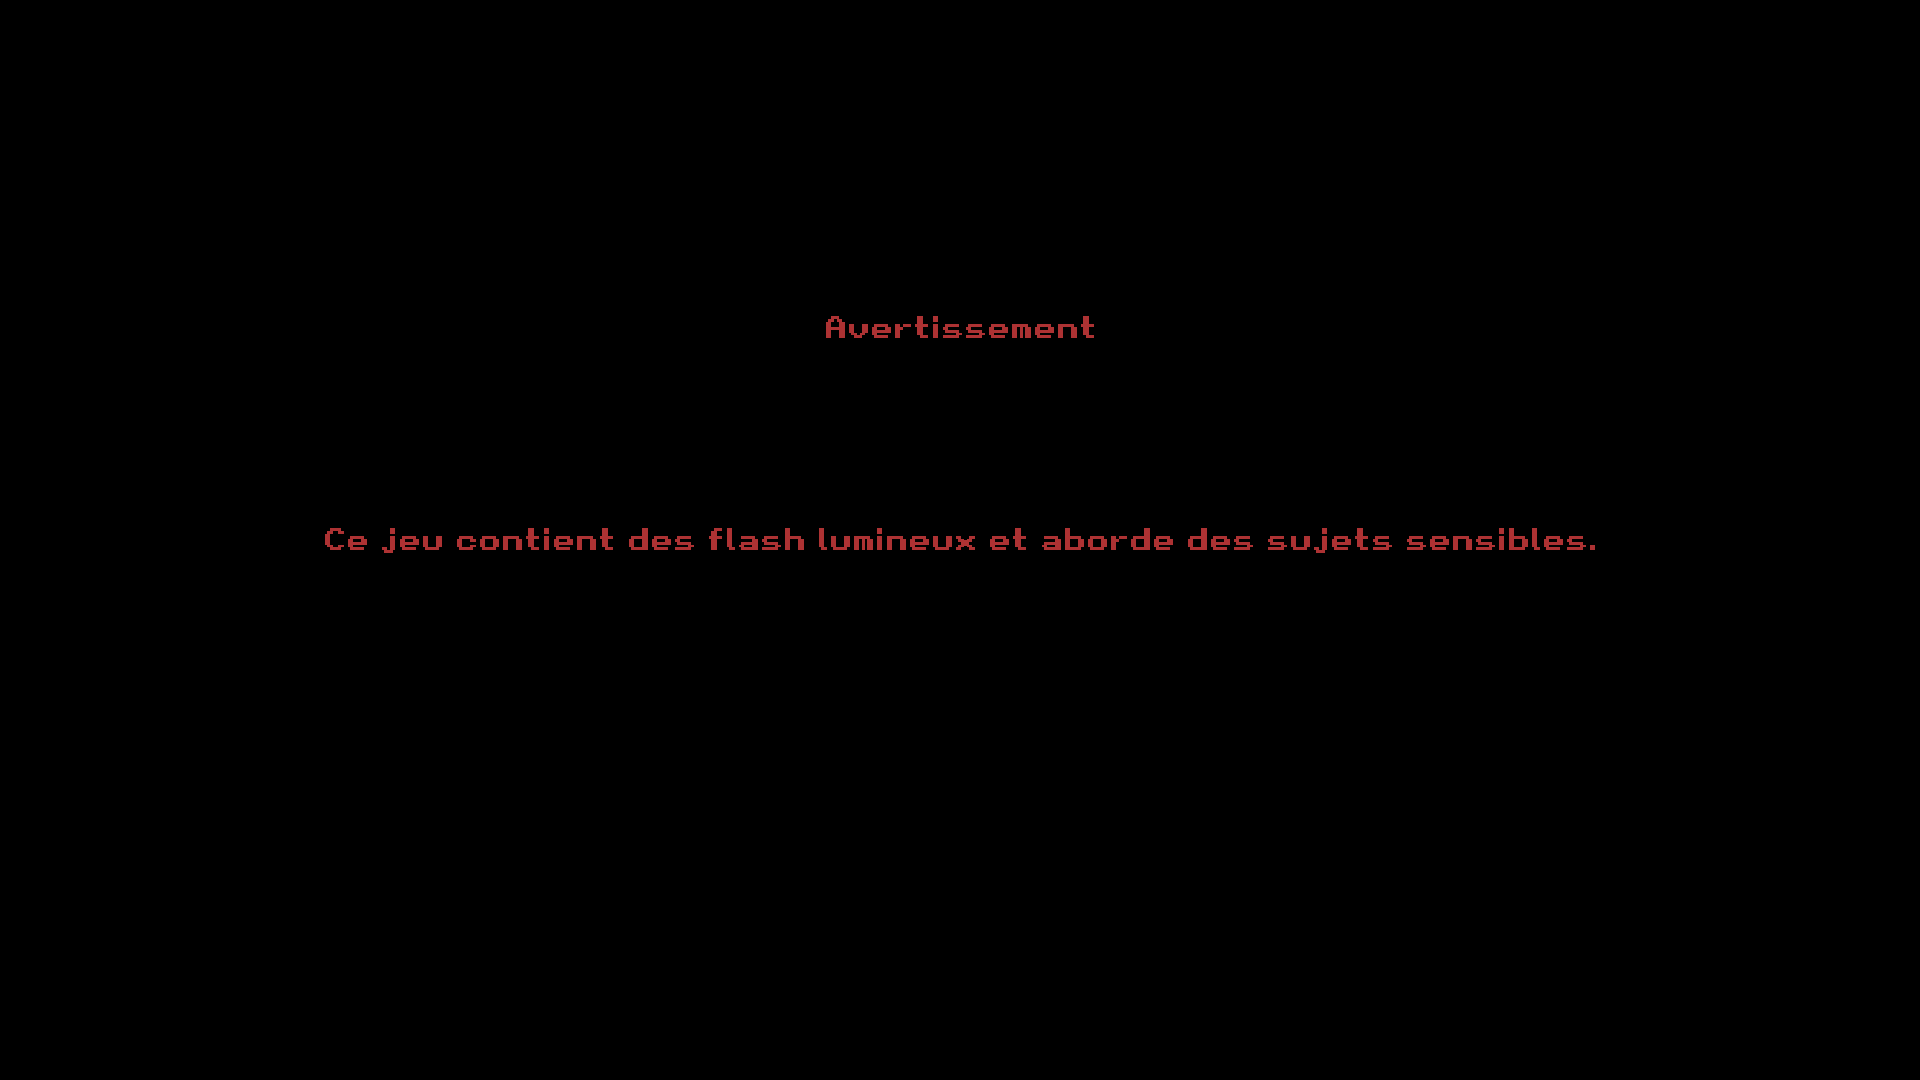 Avertissement
Ce jeu contient des flash lumineux et aborde des sujets sensibles.